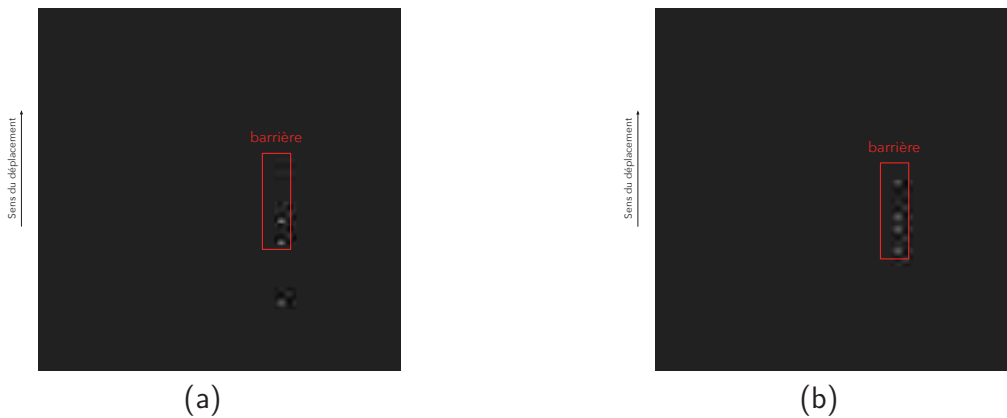 Sens du déplacement
barrière
Sens du déplacement
barrière
(a)
(b)